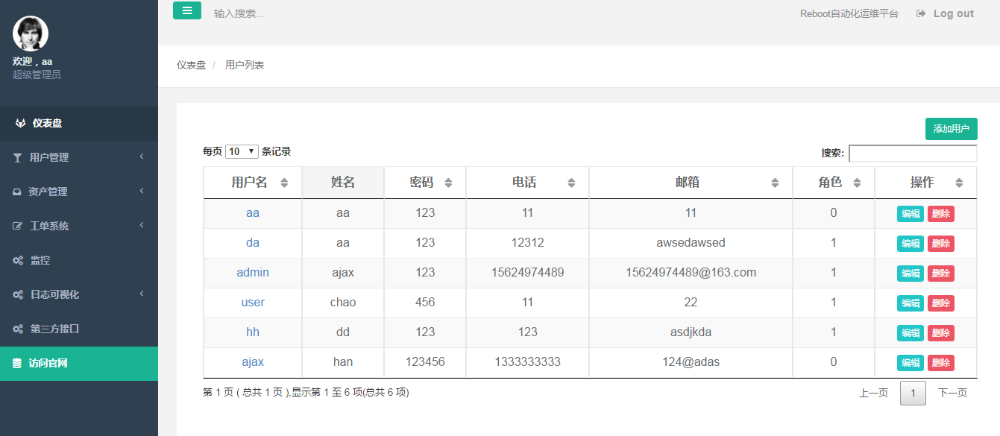 欢迎，aa
超级管理员
仪表盘
用户管理
资产管理
工单系统
监控
日志可视化
第三方接口
访问官网
输入搜索... Reboot自动化运维平台 Log out
仪表盘 / 用户列表
添加用户
每页 10 条记录 搜索:
用户名 姓名 密码 电话 邮箱 角色 操作
aa aa 123 11 11 0 编辑 删除
da aa 123 12312 awsedawsed 1 编辑 删除
admin ajax 123 15624974489 15624974489@163.com 1 编辑 删除
user chao 456 11 22 1 编辑 删除
hh dd 123 123 asdjkda 1 编辑 删除
ajax han 123456 1333333333 124@adas 0 编辑 删除
第 1 页 ( 总共 1 页 ),显示第 1 至 6 项(总共 6 项) 上一页 1 下一页